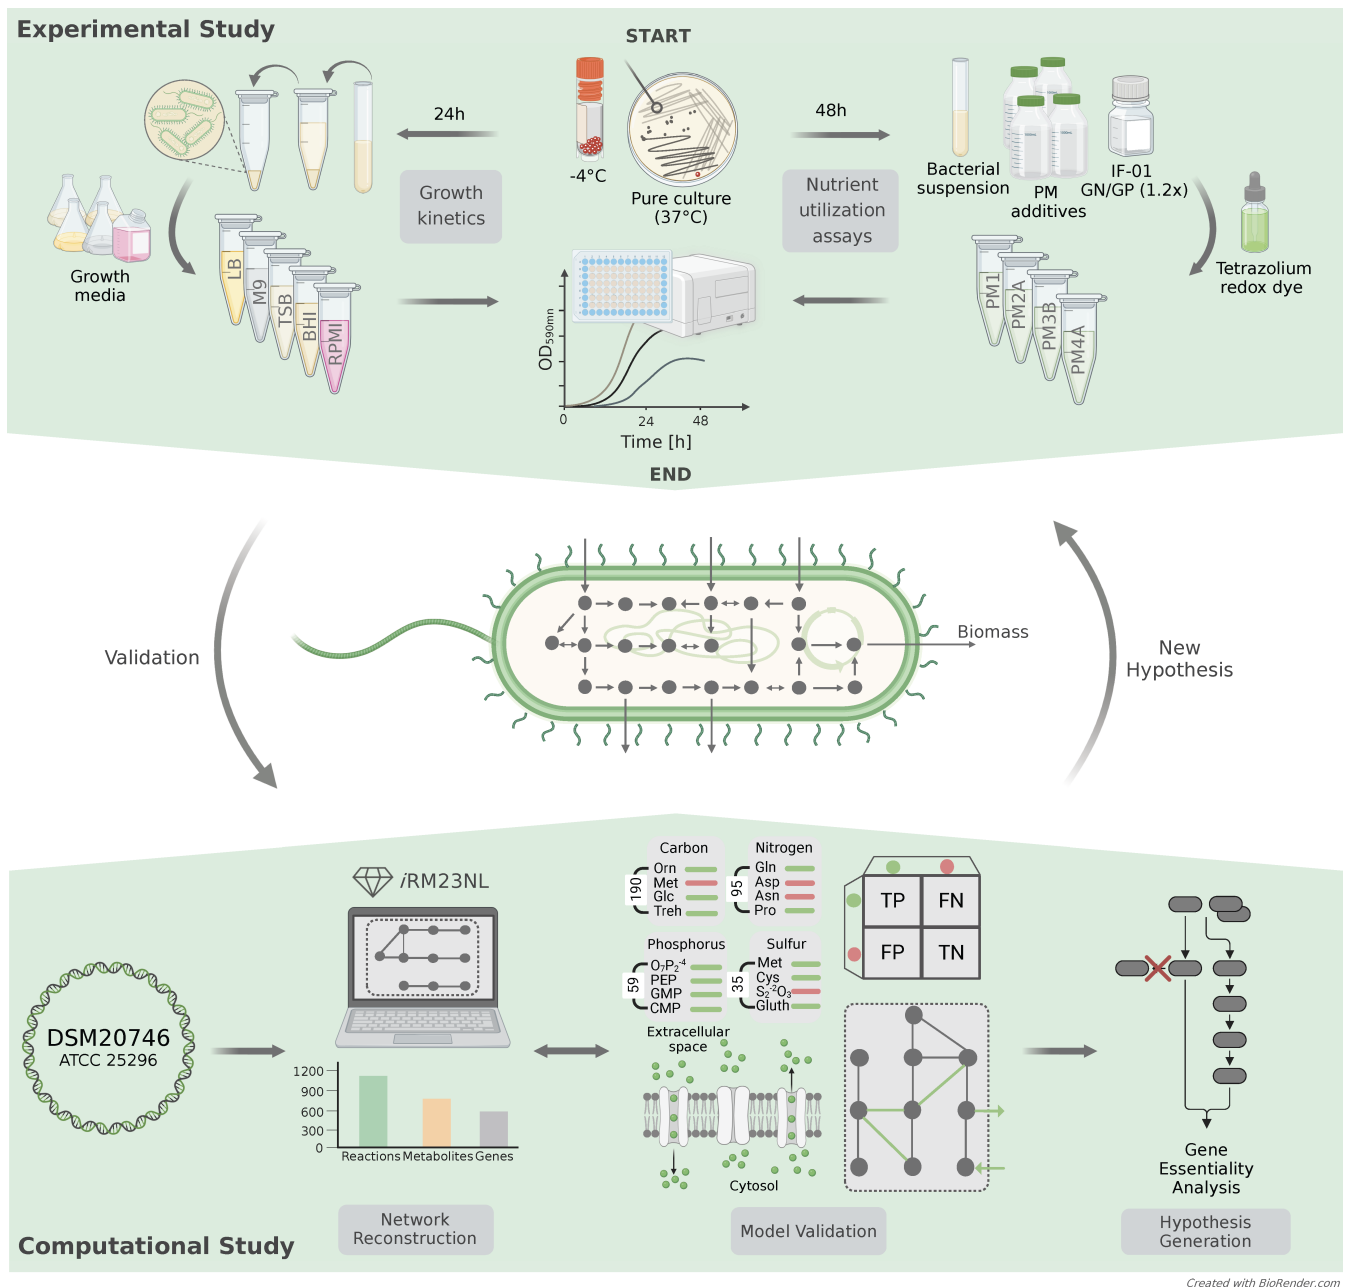 Experimental Study
START
24h
48h
-4°C
Pure culture
(37°C)
Growth
kinetics
Nutrient
utilization
assays
Bacterial
suspension
PM
additives
IF-01
GN/GP (1.2x)
Tetrazolium
redox dye
Growth
media
LB
M9
TSB
BHI
RPMI
PM1
PM2A
PM3B
PM4A
OD590mn
0
24
48
Time [h]
END
Validation
Biomass
New
Hypothesis
iRM23NL
DSM20746
ATCC 25296
1200
900
600
300
0
Reactions Metabolites Genes
Network
Reconstruction
Carbon
190
Orn
Met
Glc
Treh
Nitrogen
95
Gln
Asp
Asn
Pro
Phosphorus
59
O7P2-4
PEP
GMP
CMP
Sulfur
35
Met
Cys
S2-2O3
Gluth
Extracellular
space
Cytosol
TP FN
FP TN
Model Validation
Gene
Essentiality
Analysis
Hypothesis
Generation
Computational Study
Created with BioRender.com